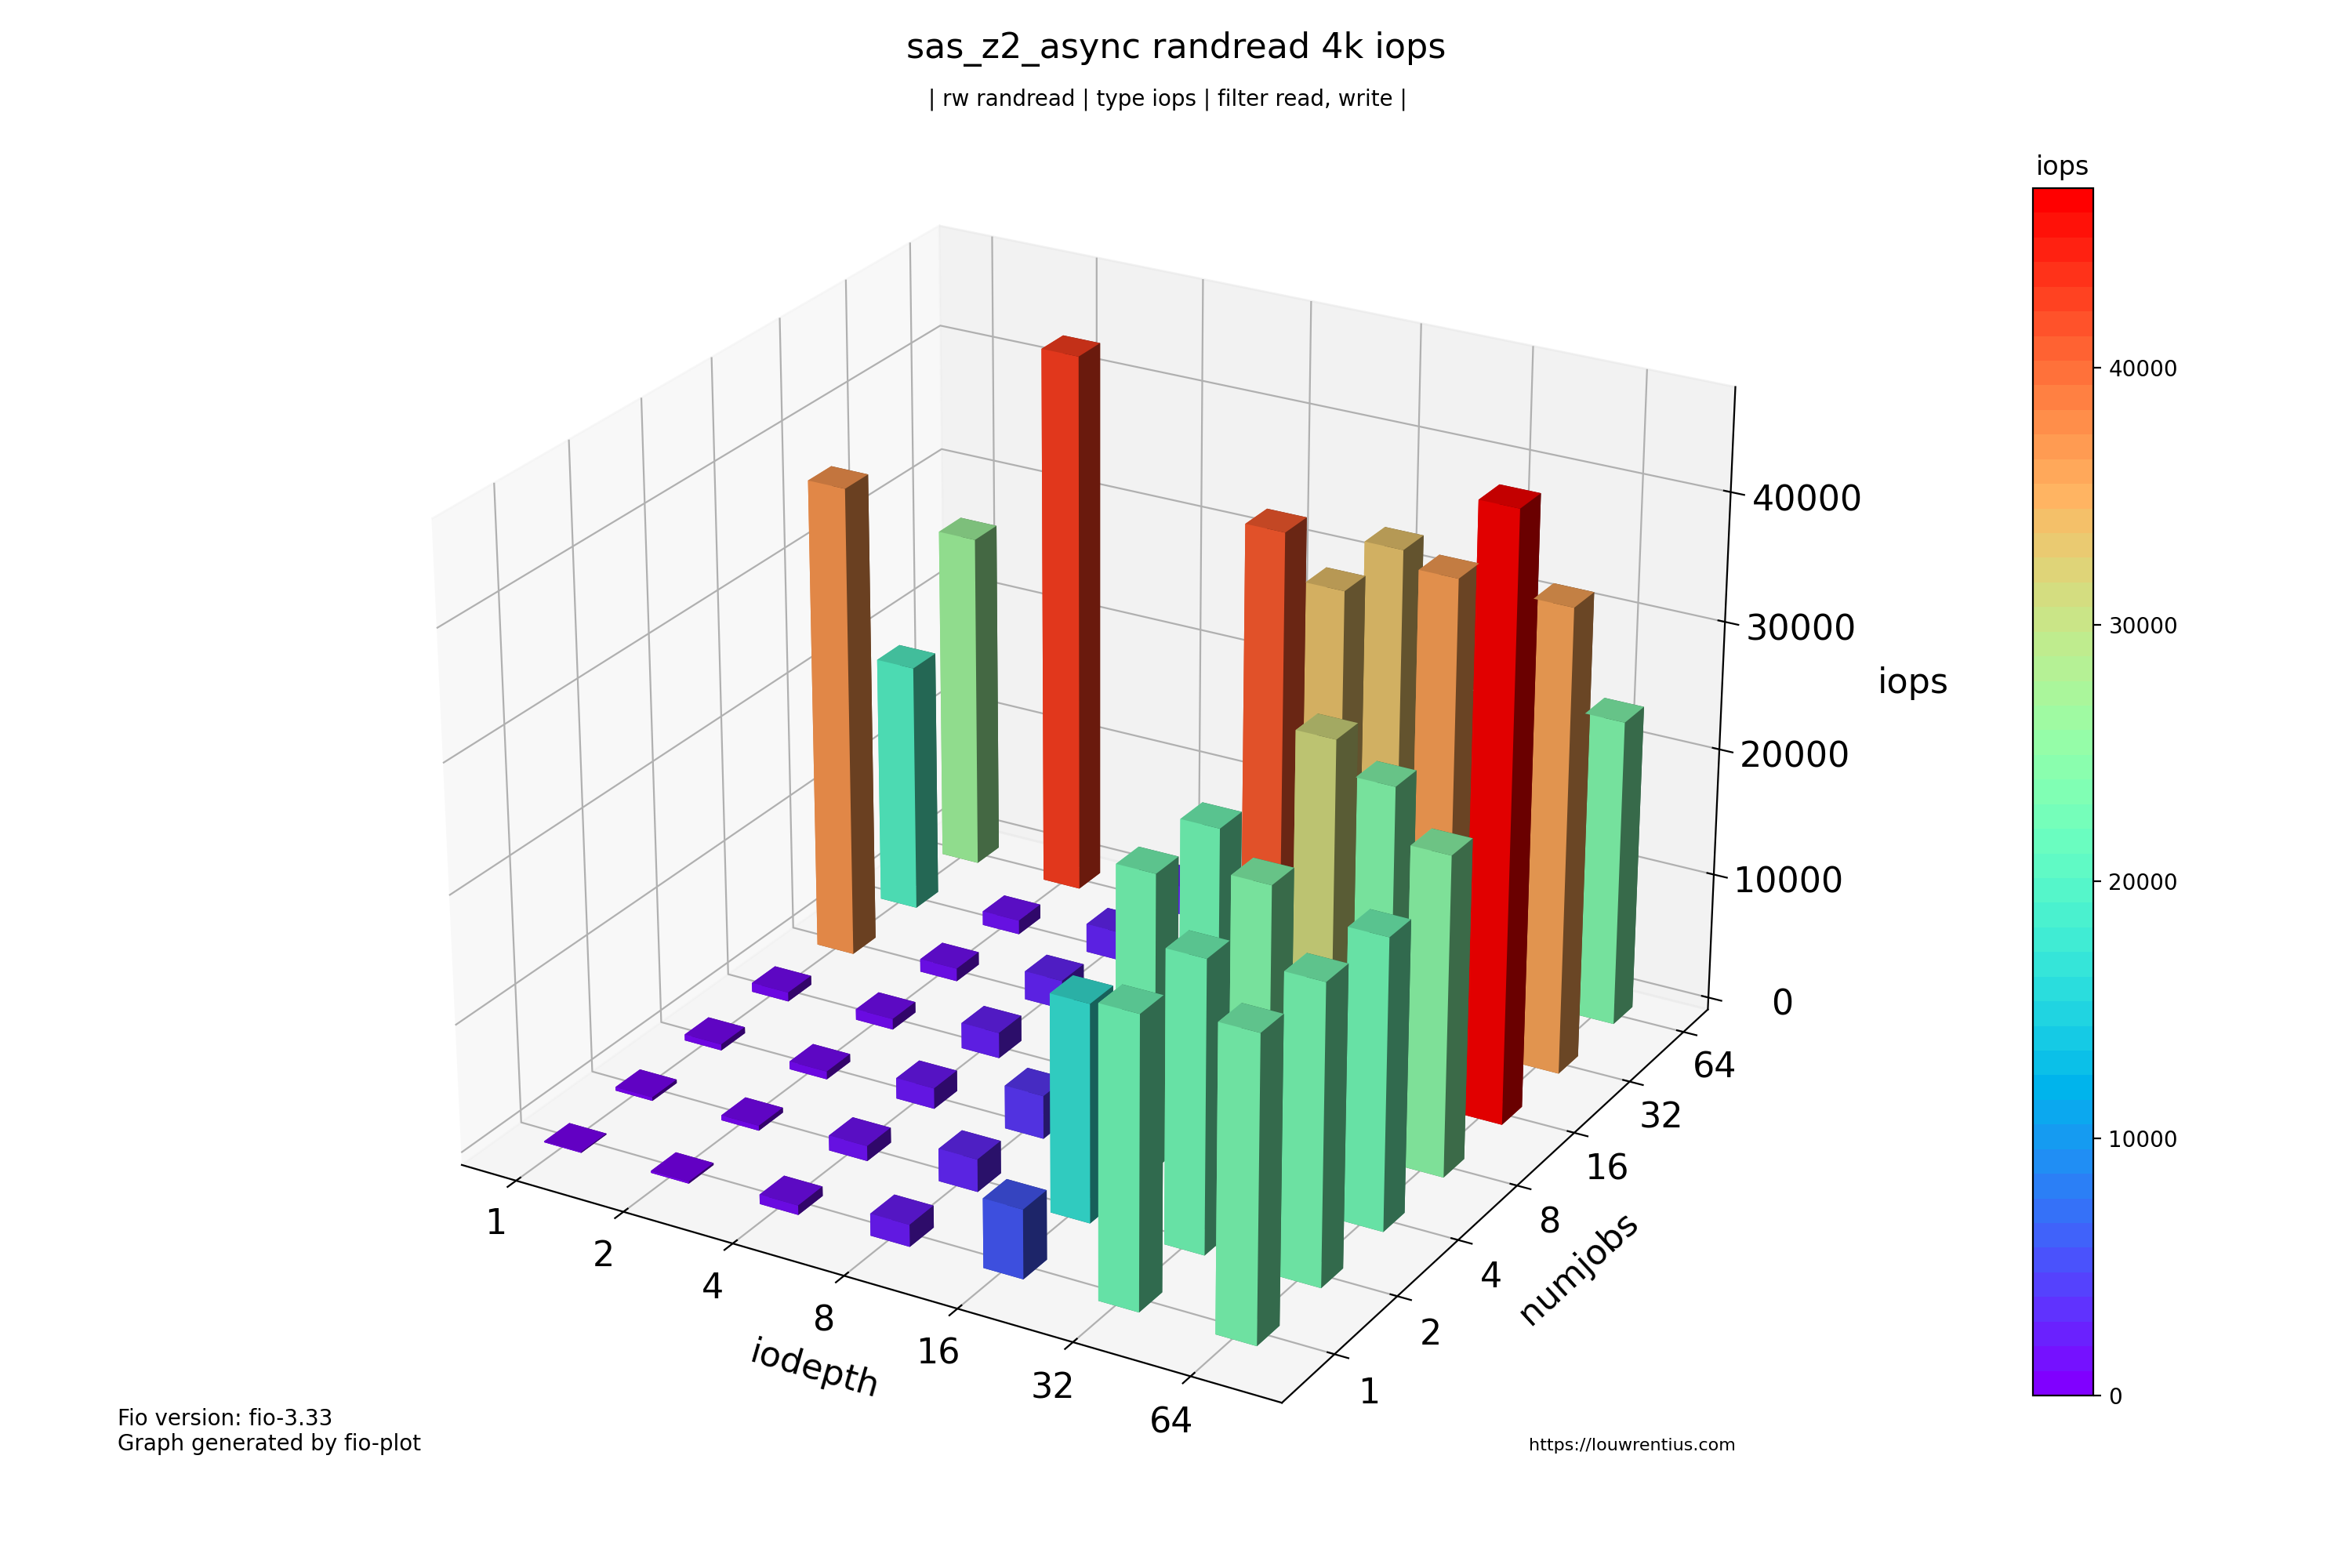 sas_z2_async randread 4k iops
| rw randread | type iops | filter read, write |
iops
40000
30000
20000
10000
0
40000
30000
20000
10000
0
iops
64
32
16
8
4
2
1
numjobs
1
2
4
8
16
32
64
iodepth
Fio version: fio-3.33
Graph generated by fio-plot
https://louwrentius.com